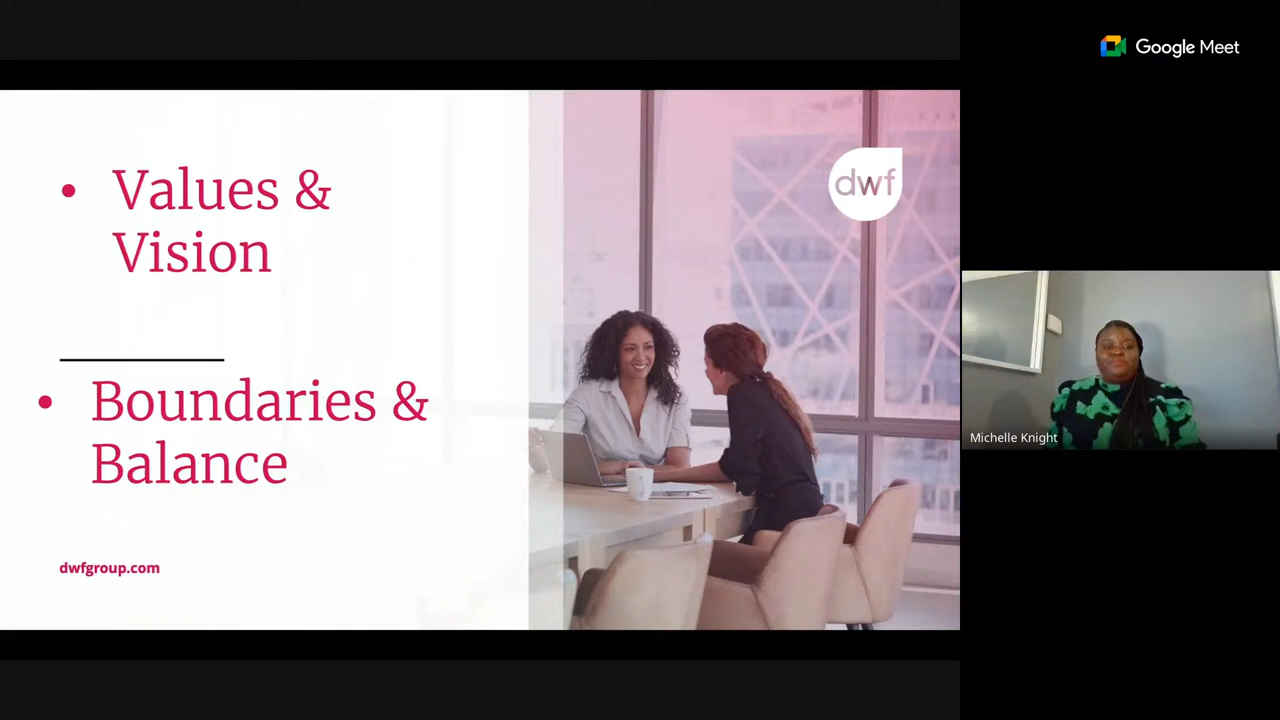 Google Meet
• Values &
Vision
dwf
• Boundaries &
Balance
dwfgroup.com
Michelle Knight